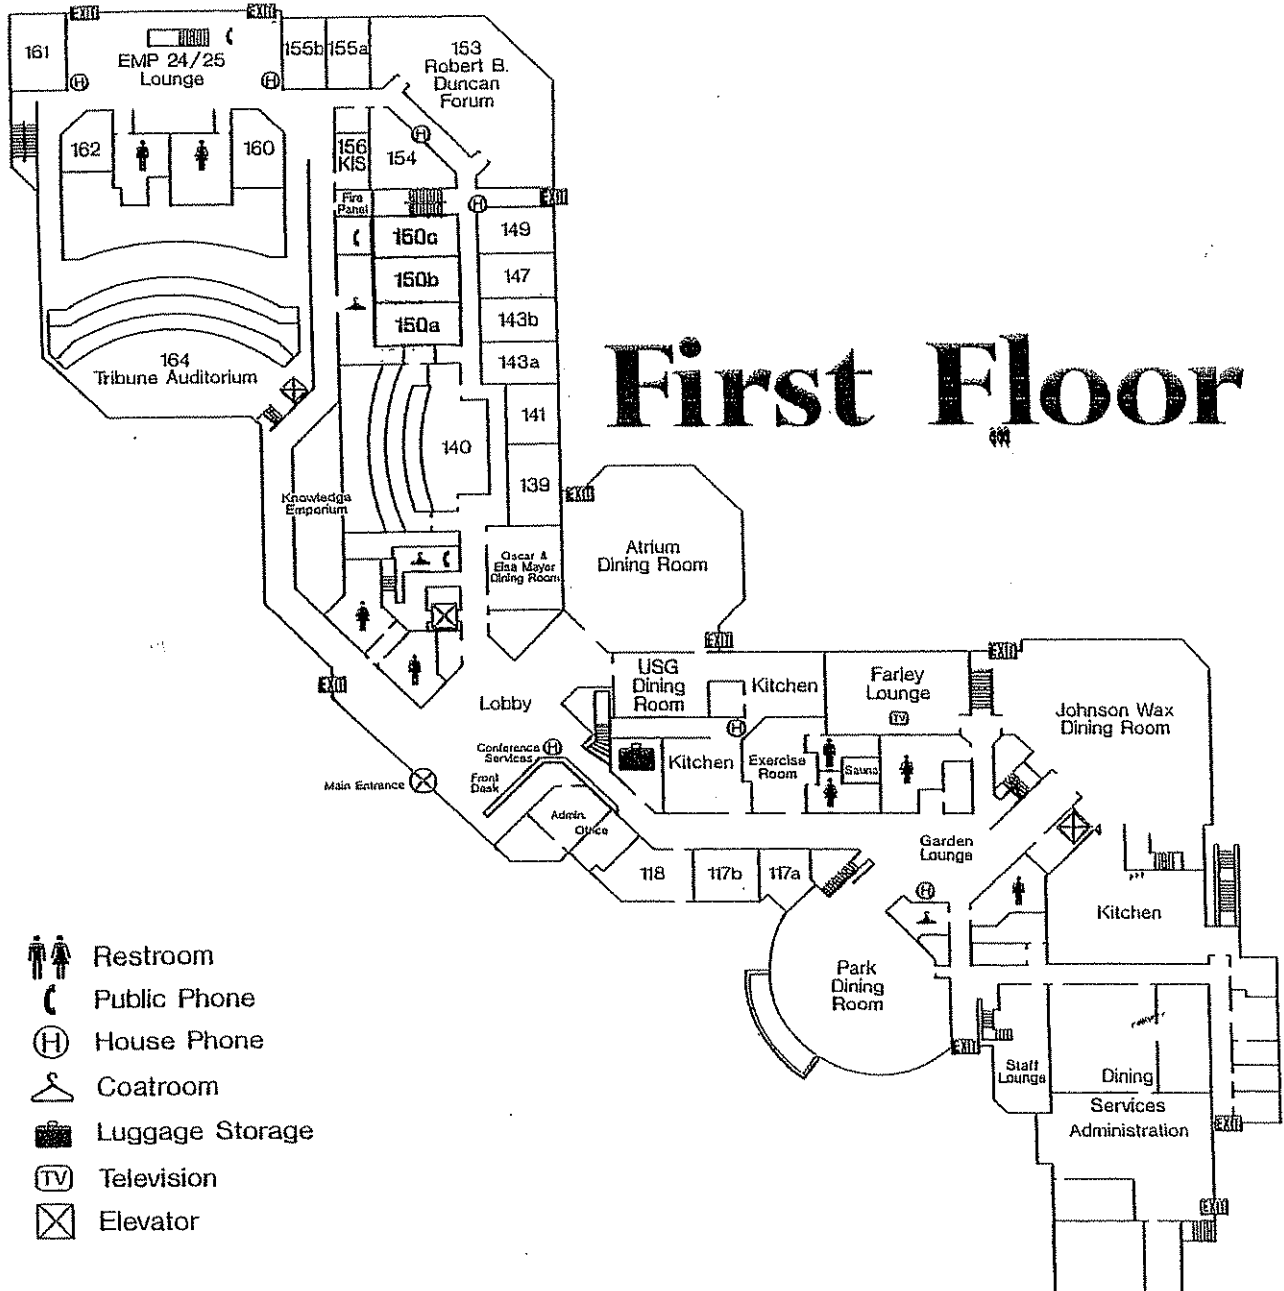 EXIT
EXIT
161
EMP 24/25
Lounge
H
H
155b
155a
153
Robert B.
Duncan
Forum
162
160
156
KIS
154
H
Fire
Panel
H
EXIT
150c
149
150b
147
150a
143b
143a
First Floor
164
Tribune Auditorium
141
140
139
EXIT
Knowledge
Emporium
Oscar &
Elsa Mayer
Dining Room
Atrium
Dining Room
EXIT
EXIT
USG
Dining
Room
Kitchen
Farley
Lounge
TV
EXIT
Johnson Wax
Dining Room
Lobby
H
Conference
Services
H
Front
Desk
Main Entrance
Kitchen
Exercise
Room
Sauna
Admin.
Office
Garden
Lounge
4
118
117b
117a
H
Kitchen
Park
Dining
Room
EXIT
Staff
Lounge
Dining
Services
Administration
EXIT
EXIT
Restroom
Public Phone
H House Phone
Coatroom
Luggage Storage
TV Television
Elevator